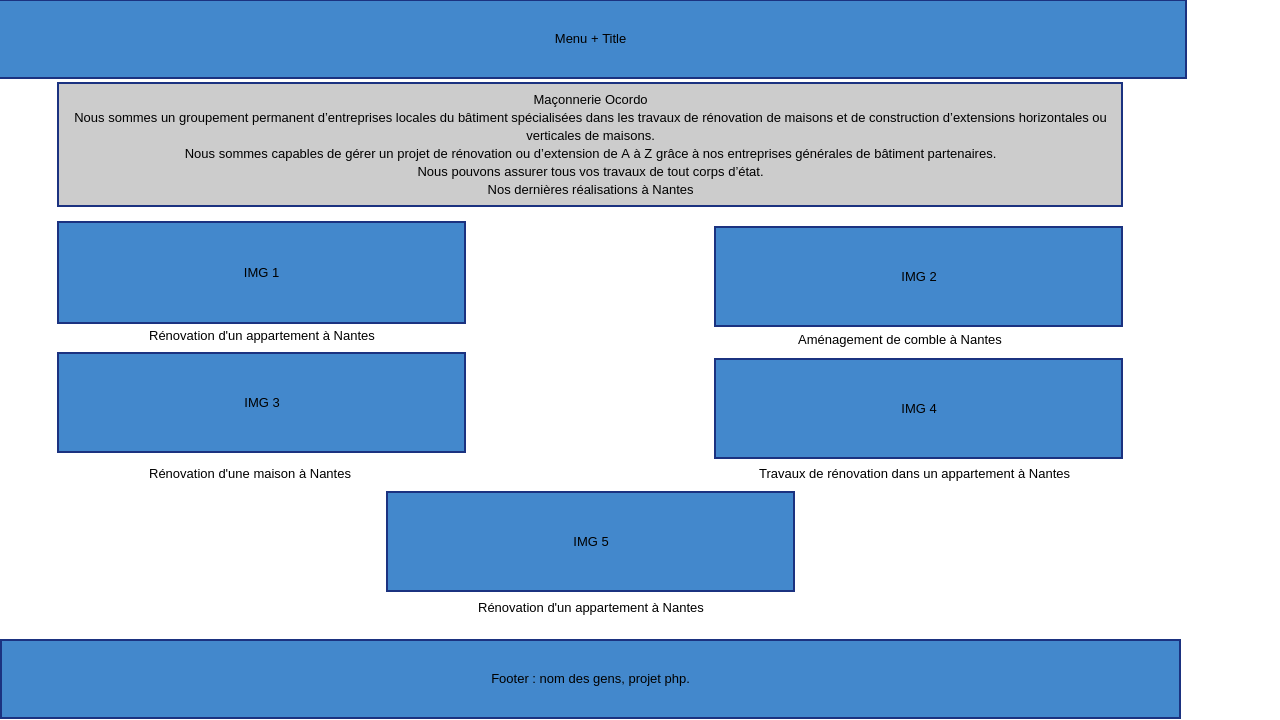 Menu + Title
Maçonnerie Ocordo
Nous sommes un groupement permanent d’entreprises locales du bâtiment spécialisées dans les travaux de rénovation de maisons et de construction d’extensions horizontales ou
verticales de maisons.
Nous sommes capables de gérer un projet de rénovation ou d’extension de A à Z grâce à nos entreprises générales de bâtiment partenaires.
Nous pouvons assurer tous vos travaux de tout corps d’état.
Nos dernières réalisations à Nantes
IMG 1
IMG 2
Rénovation d'un appartement à Nantes
Aménagement de comble à Nantes
IMG 3
IMG 4
Rénovation d'une maison à Nantes
Travaux de rénovation dans un appartement à Nantes
IMG 5
Rénovation d'un appartement à Nantes
Footer : nom des gens, projet php.